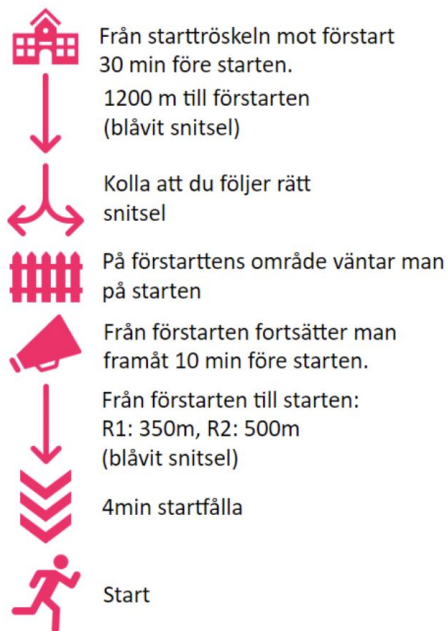 Från starttröskeln mot förstart
30 min före starten.
1200 m till förstarten
(blåvit snitsel)
Kolla att du följer rätt
snitsel
På förstarttens område väntar man
på starten
Från förstarten fortsätter man
framåt 10 min före starten.
Från förstarten till starten:
R1: 350m, R2: 500m
(blåvit snitsel)
4min startfålla
Start